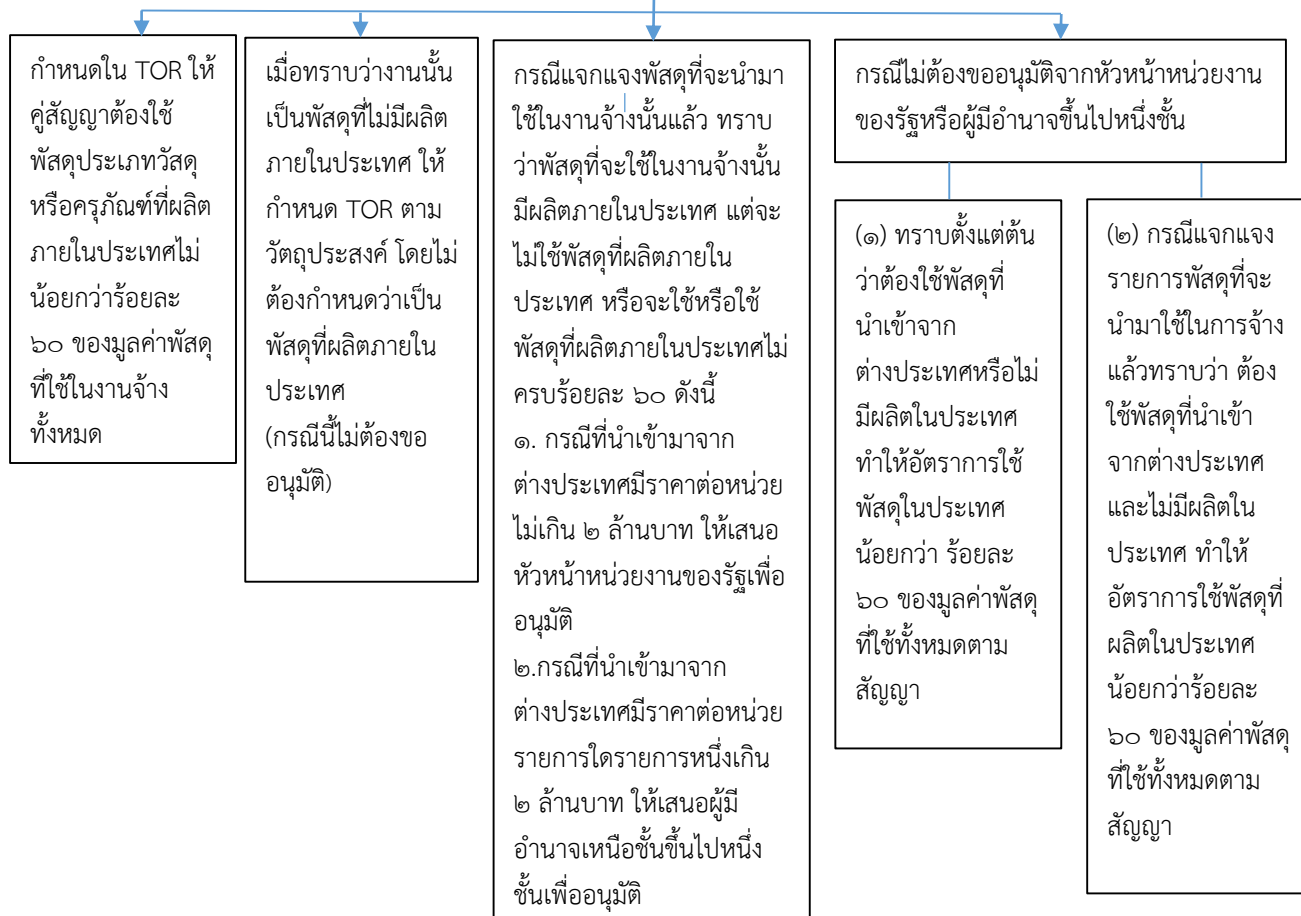 กำหนดใน TOR ให้
คู่สัญญาต้องใช้
พัสดุประเภทวัสดุ
หรือครุภัณฑ์ที่ผลิต
ภายในประเทศไม่
น้อยกว่าร้อยละ
๖๐ ของมูลค่าพัสดุ
ที่ใช้ในงานจ้าง
ทั้งหมด
เมื่อทราบว่างานนั้น
เป็นพัสดุที่ไม่มีผลิต
ภายในประเทศ ให้
กำหนด TOR ตาม
วัตถุประสงค์ โดยไม่
ต้องกำหนดว่าเป็น
พัสดุที่ผลิตภายใน
ประเทศ
(กรณีนี้ไม่ต้องขอ
อนุมัติ)
กรณีแจกแจงพัสดุที่จะนำมา
ใช้ในงานจ้างนั้นแล้ว ทราบ
ว่าพัสดุที่จะใช้ในงานจ้างนั้น
มีผลิตภายในประเทศ แต่จะ
ไม่ใช้พัสดุที่ผลิตภายใน
ประเทศ หรือจะใช้หรือใช้
พัสดุที่ผลิตภายในประเทศไม่
ครบร้อยละ ๖๐ ดังนี้
๑. กรณีที่นำเข้ามาจาก
ต่างประเทศมีราคาต่อหน่วย
ไม่เกิน ๒ ล้านบาท ให้เสนอ
หัวหน้าหน่วยงานของรัฐเพื่อ
อนุมัติ
๒.กรณีที่นำเข้ามาจาก
ต่างประเทศมีราคาต่อหน่วย
รายการใดรายการหนึ่งเกิน
๒ ล้านบาท ให้เสนอผู้มี
อำนาจเหนือชั้นขึ้นไปหนึ่ง
ชั้นเพื่ออนุมัติ
กรณีไม่ต้องขออนุมัติจากหัวหน้าหน่วยงาน
ของรัฐหรือผู้มีอำนาจขึ้นไปหนึ่งชั้น
(๑) ทราบตั้งแต่ต้น
ว่าต้องใช้พัสดุที่
นำเข้าจาก
ต่างประเทศหรือไม่
มีผลิตในประเทศ
ทำให้อัตราการใช้
พัสดุในประเทศ
น้อยกว่า ร้อยละ
๖๐ ของมูลค่าพัสดุ
ที่ใช้ทั้งหมดตาม
สัญญา
(๒) กรณีแจกแจง
รายการพัสดุที่จะ
นำมาใช้ในการจ้าง
แล้วทราบว่า ต้อง
ใช้พัสดุที่นำเข้า
จากต่างประเทศ
และไม่มีผลิตใน
ประเทศ ทำให้
อัตราการใช้พัสดุที่
ผลิตในประเทศ
น้อยกว่าร้อยละ
๖๐ ของมูลค่าพัสดุ
ที่ใช้ทั้งหมดตาม
สัญญา